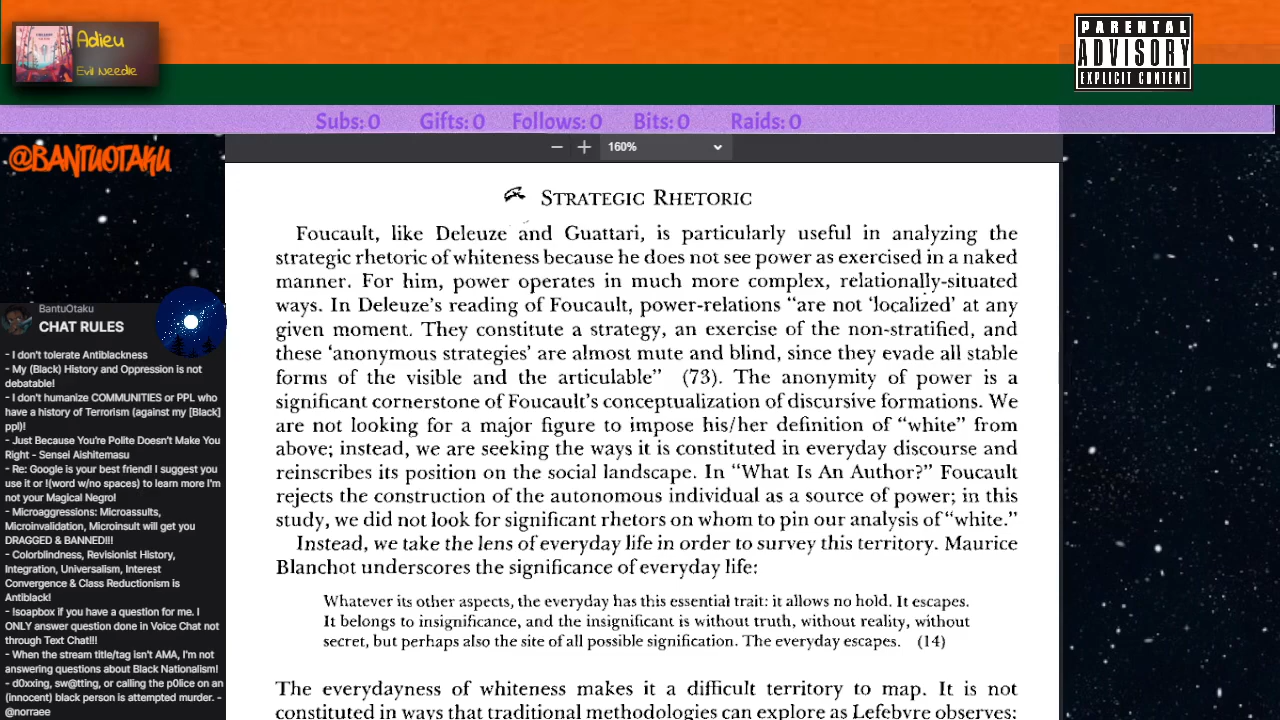 Adieu
Evil Needle
PARENTAL
ADVISORY
EXPLICIT CONTENT
Subs: 0 Gifts: 0 Follows: 0 Bits: 0 Raids: 0
@BANTUOTAKU
160%
STRATEGIC RHETORIC
Foucault, like Deleuze and Guattari, is particularly useful in analyzing the
strategic rhetoric of whiteness because he does not see power as exercised in a naked
manner. For him, power operates in much more complex, relationally-situated
ways. In Deleuze's reading of Foucault, power-relations "are not 'localized' at any
given moment. They constitute a strategy, an exercise of the non-stratified, and
these 'anonymous strategies' are almost mute and blind, since they evade all stable
forms of the visible and the articulable" (73). The anonymity of power is a
significant cornerstone of Foucault's conceptualization of discursive formations. We
are not looking for a major figure to impose his/her definition of "white" from
above; instead, we are seeking the ways it is constituted in everyday discourse and
reinscribes its position on the social landscape. In "What Is An Author?" Foucault
rejects the construction of the autonomous individual as a source of power; in this
study, we did not look for significant rhetors on whom to pin our analysis of "white."
Instead, we take the lens of everyday life in order to survey this territory. Maurice
Blanchot underscores the significance of everyday life:
Whatever its other aspects, the everyday has this essential trait: it allows no hold. It escapes.
It belongs to insignificance, and the insignificant is without truth, without reality, without
secret, but perhaps also the site of all possible signification. The everyday escapes. (14)
The everydayness of whiteness makes it a difficult territory to map. It is not
constituted in ways that traditional methodologies can explore as Lefebvre observes:
BantuOtaku
CHAT RULES
- I don't tolerate Antiblackness
- My (Black) History and Oppression is not
debatable!
- I don't humanize COMMUNITIES or PPL who
have a history of Terrorism (against my [Black]
ppl)!
- Just Because You're Polite Doesn't Make You
Right - Sensei Aishitemasu
- Re: Google is your best friend! I suggest you
use it or !(word w/no spaces) to learn more I'm
not your Magical Negro!
- Microaggressions: Microassults,
Microinvalidation, Microinsult will get you
DRAGGED & BANNED!!!
- Colorblindness, Revisionist History,
Integration, Universalism, Interest
Convergence & Class Reductionism is
Antiblack!
- !soapbox if you have a question for me. I
ONLY answer question done in Voice Chat not
through Text Chat!!!
- When the stream title/tag isn't AMA, I'm not
answering questions about Black Nationalism!
- d0xxing, sw@tting, or calling the p0lice on an
(innocent) black person is attempted murder. -
@norraee